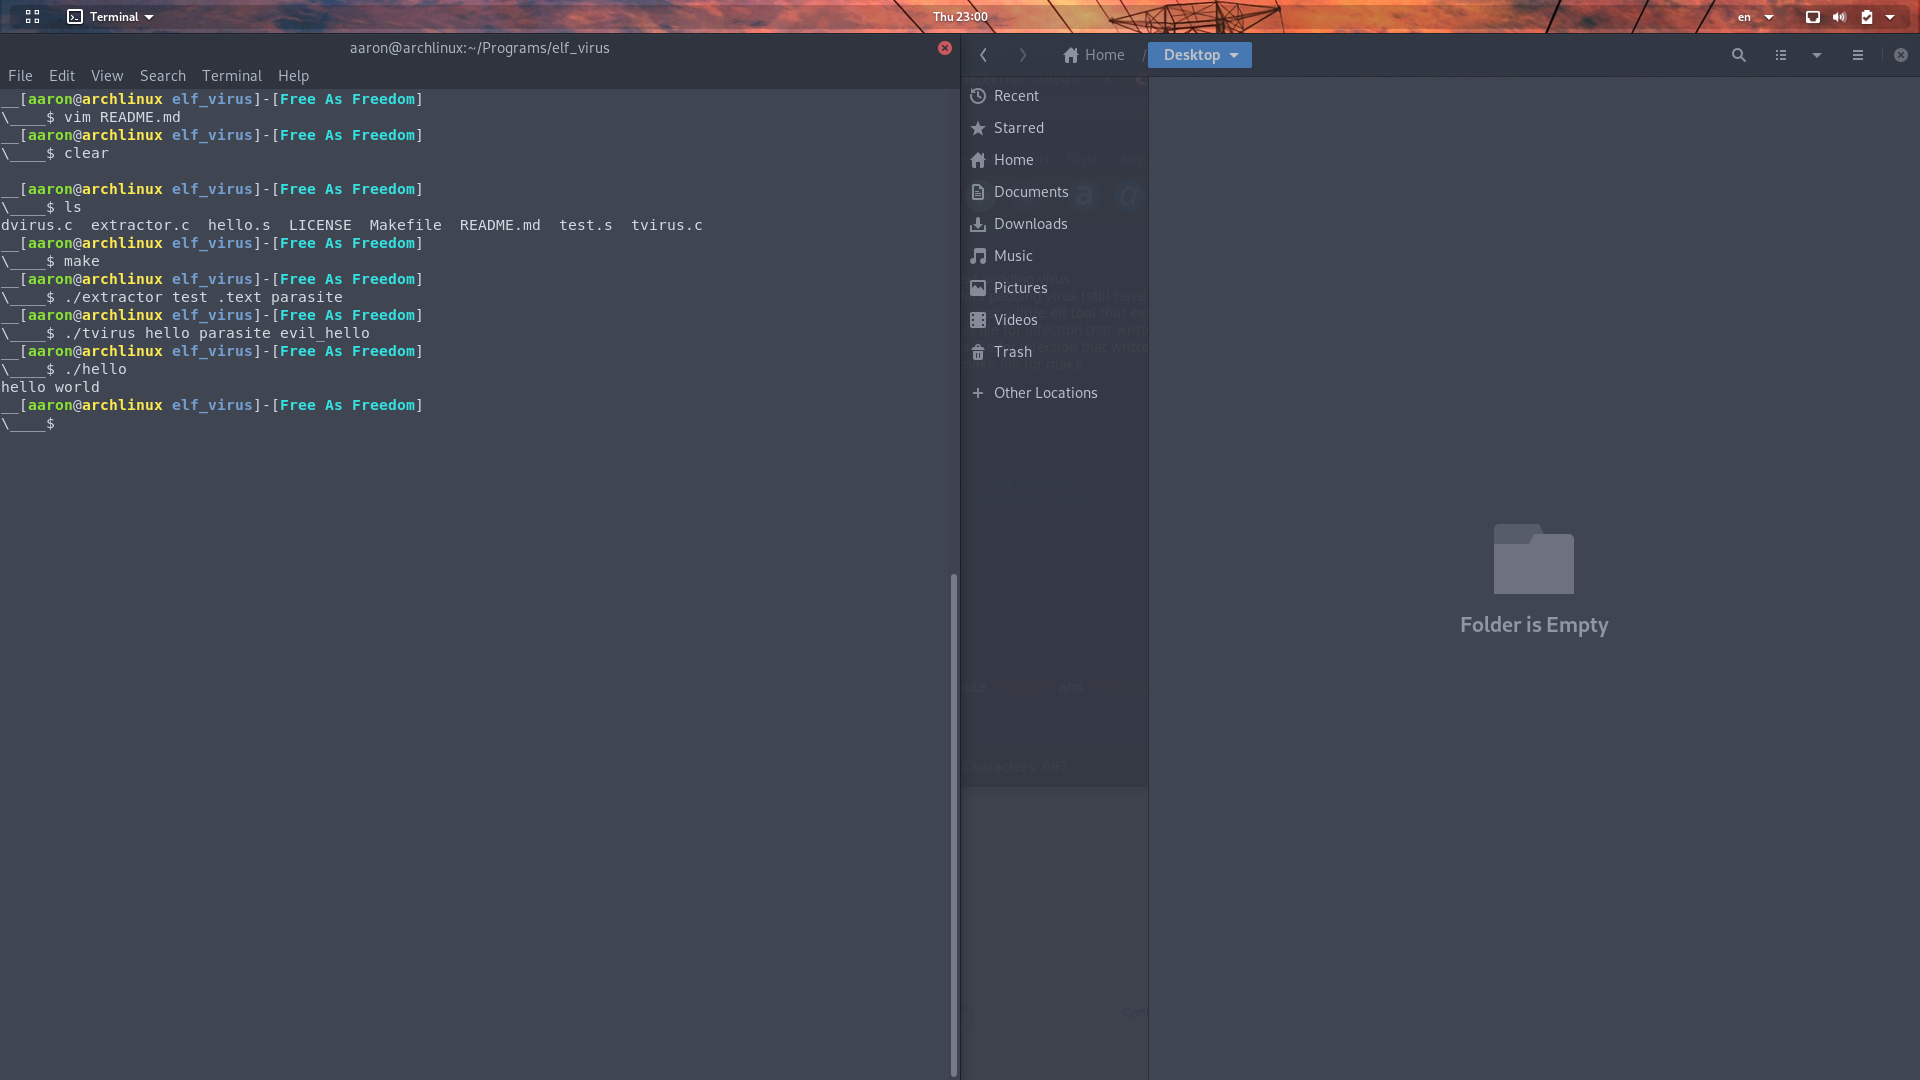 Terminal
Thu 23:00
en
aaron@archlinux:~/Programs/elf_virus
File Edit View Search Terminal Help
__[aaron@archlinux elf_virus]-[Free As Freedom]
\____$ vim README.md
__[aaron@archlinux elf_virus]-[Free As Freedom]
\____$ clear
__[aaron@archlinux elf_virus]-[Free As Freedom]
\____$ ls
dvirus.c  extractor.c  hello.s  LICENSE  Makefile  README.md  test.s  tvirus.c
__[aaron@archlinux elf_virus]-[Free As Freedom]
\____$ make
__[aaron@archlinux elf_virus]-[Free As Freedom]
\____$ ./extractor test .text parasite
__[aaron@archlinux elf_virus]-[Free As Freedom]
\____$ ./tvirus hello parasite evil_hello
__[aaron@archlinux elf_virus]-[Free As Freedom]
\____$ ./hello
hello world
__[aaron@archlinux elf_virus]-[Free As Freedom]
\____$
Home / Desktop
Recent
Starred
Home
Documents
Downloads
Music
Pictures
Videos
Trash
Other Locations
and
Characters: 667
Folder is Empty